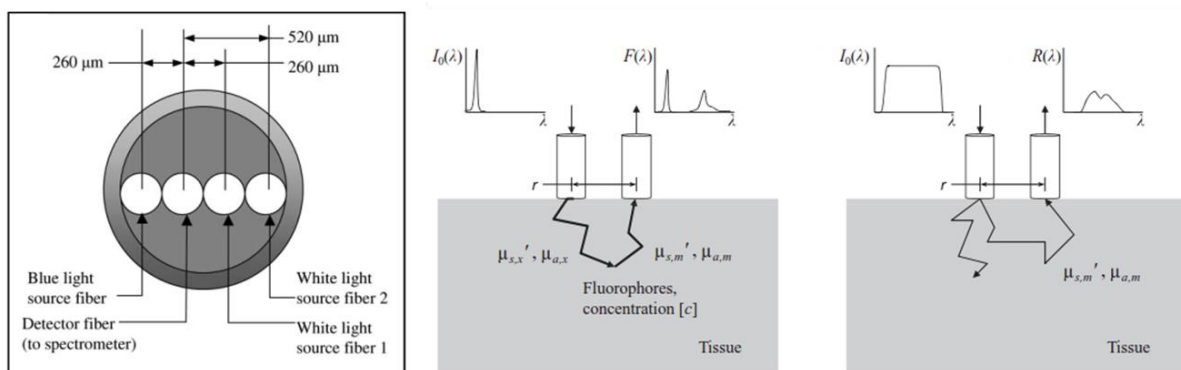 520 μm
260 μm
260 μm
Blue light
source fiber
Detector fiber
(to spectrometer)
White light
source fiber 2
White light
source fiber 1
I₀(λ)
λ
F(λ)
λ
r
μs,x′ , μa,x
μs,m′ , μa,m
Fluorophores,
concentration [c]
Tissue
I₀(λ)
λ
R(λ)
λ
r
μs,m′ , μa,m
Tissue